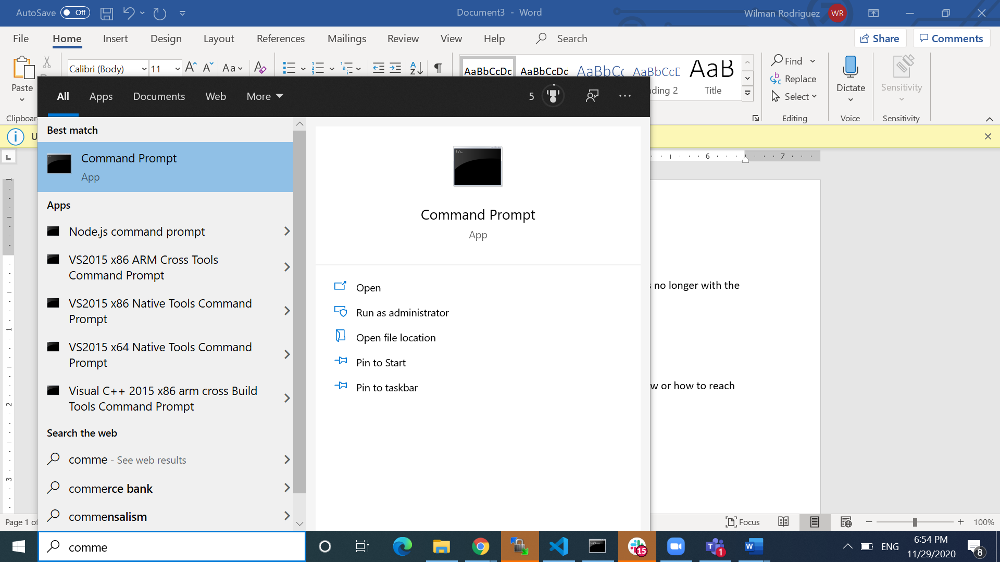 AutoSave Off
Document3 - Word
Wilman Rodriguez WR
File Home Insert Design Layout References Mailings Review View Help Search
Share Comments
Paste
Clipboar
Calibri (Body) 11
Aa
AaBbCcDc AaBbCcDc AaBbCc AaBbCcD AaB
ding 2 Title
Find
Replace
Select
Editing
Dictate
Voice
Sensitivity
Sensitivity
All Apps Documents Web More
5
Best match
Command Prompt
App
Apps
Node.js command prompt
VS2015 x86 ARM Cross Tools
Command Prompt
VS2015 x86 Native Tools Command
Prompt
VS2015 x64 Native Tools Command
Prompt
Visual C++ 2015 x86 arm cross Build
Tools Command Prompt
Search the web
comme - See web results
commerce bank
commensalism
Command Prompt
App
Open
Run as administrator
Open file location
Pin to Start
Pin to taskbar
U
6 7
1
1
2
3
s no longer with the
w or how to reach
Page 1 of
Focus
100%
comme
15
1
ENG
6:54 PM
11/29/2020
8